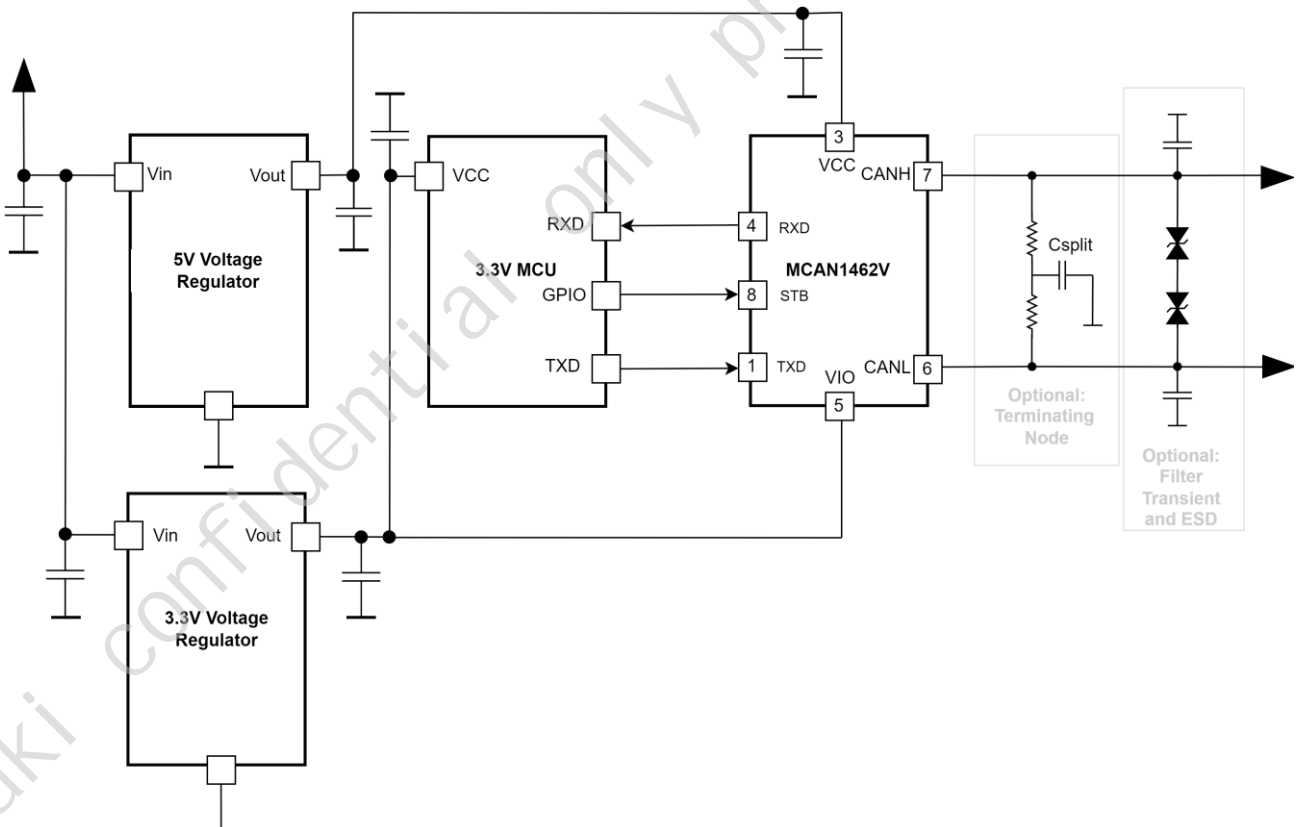 Vin
Vout
5V Voltage
Regulator
VCC
RXD
3.3V MCU
GPIO
TXD
3
VCC
CANH
7
4
RXD
MCAN1462V
8
STB
1
TXD
VIO
CANL
6
5
Csplit
Optional:
Terminating
Node
Optional:
Filter
Transient
and ESD
Vin
Vout
3.3V Voltage
Regulator
confidential only